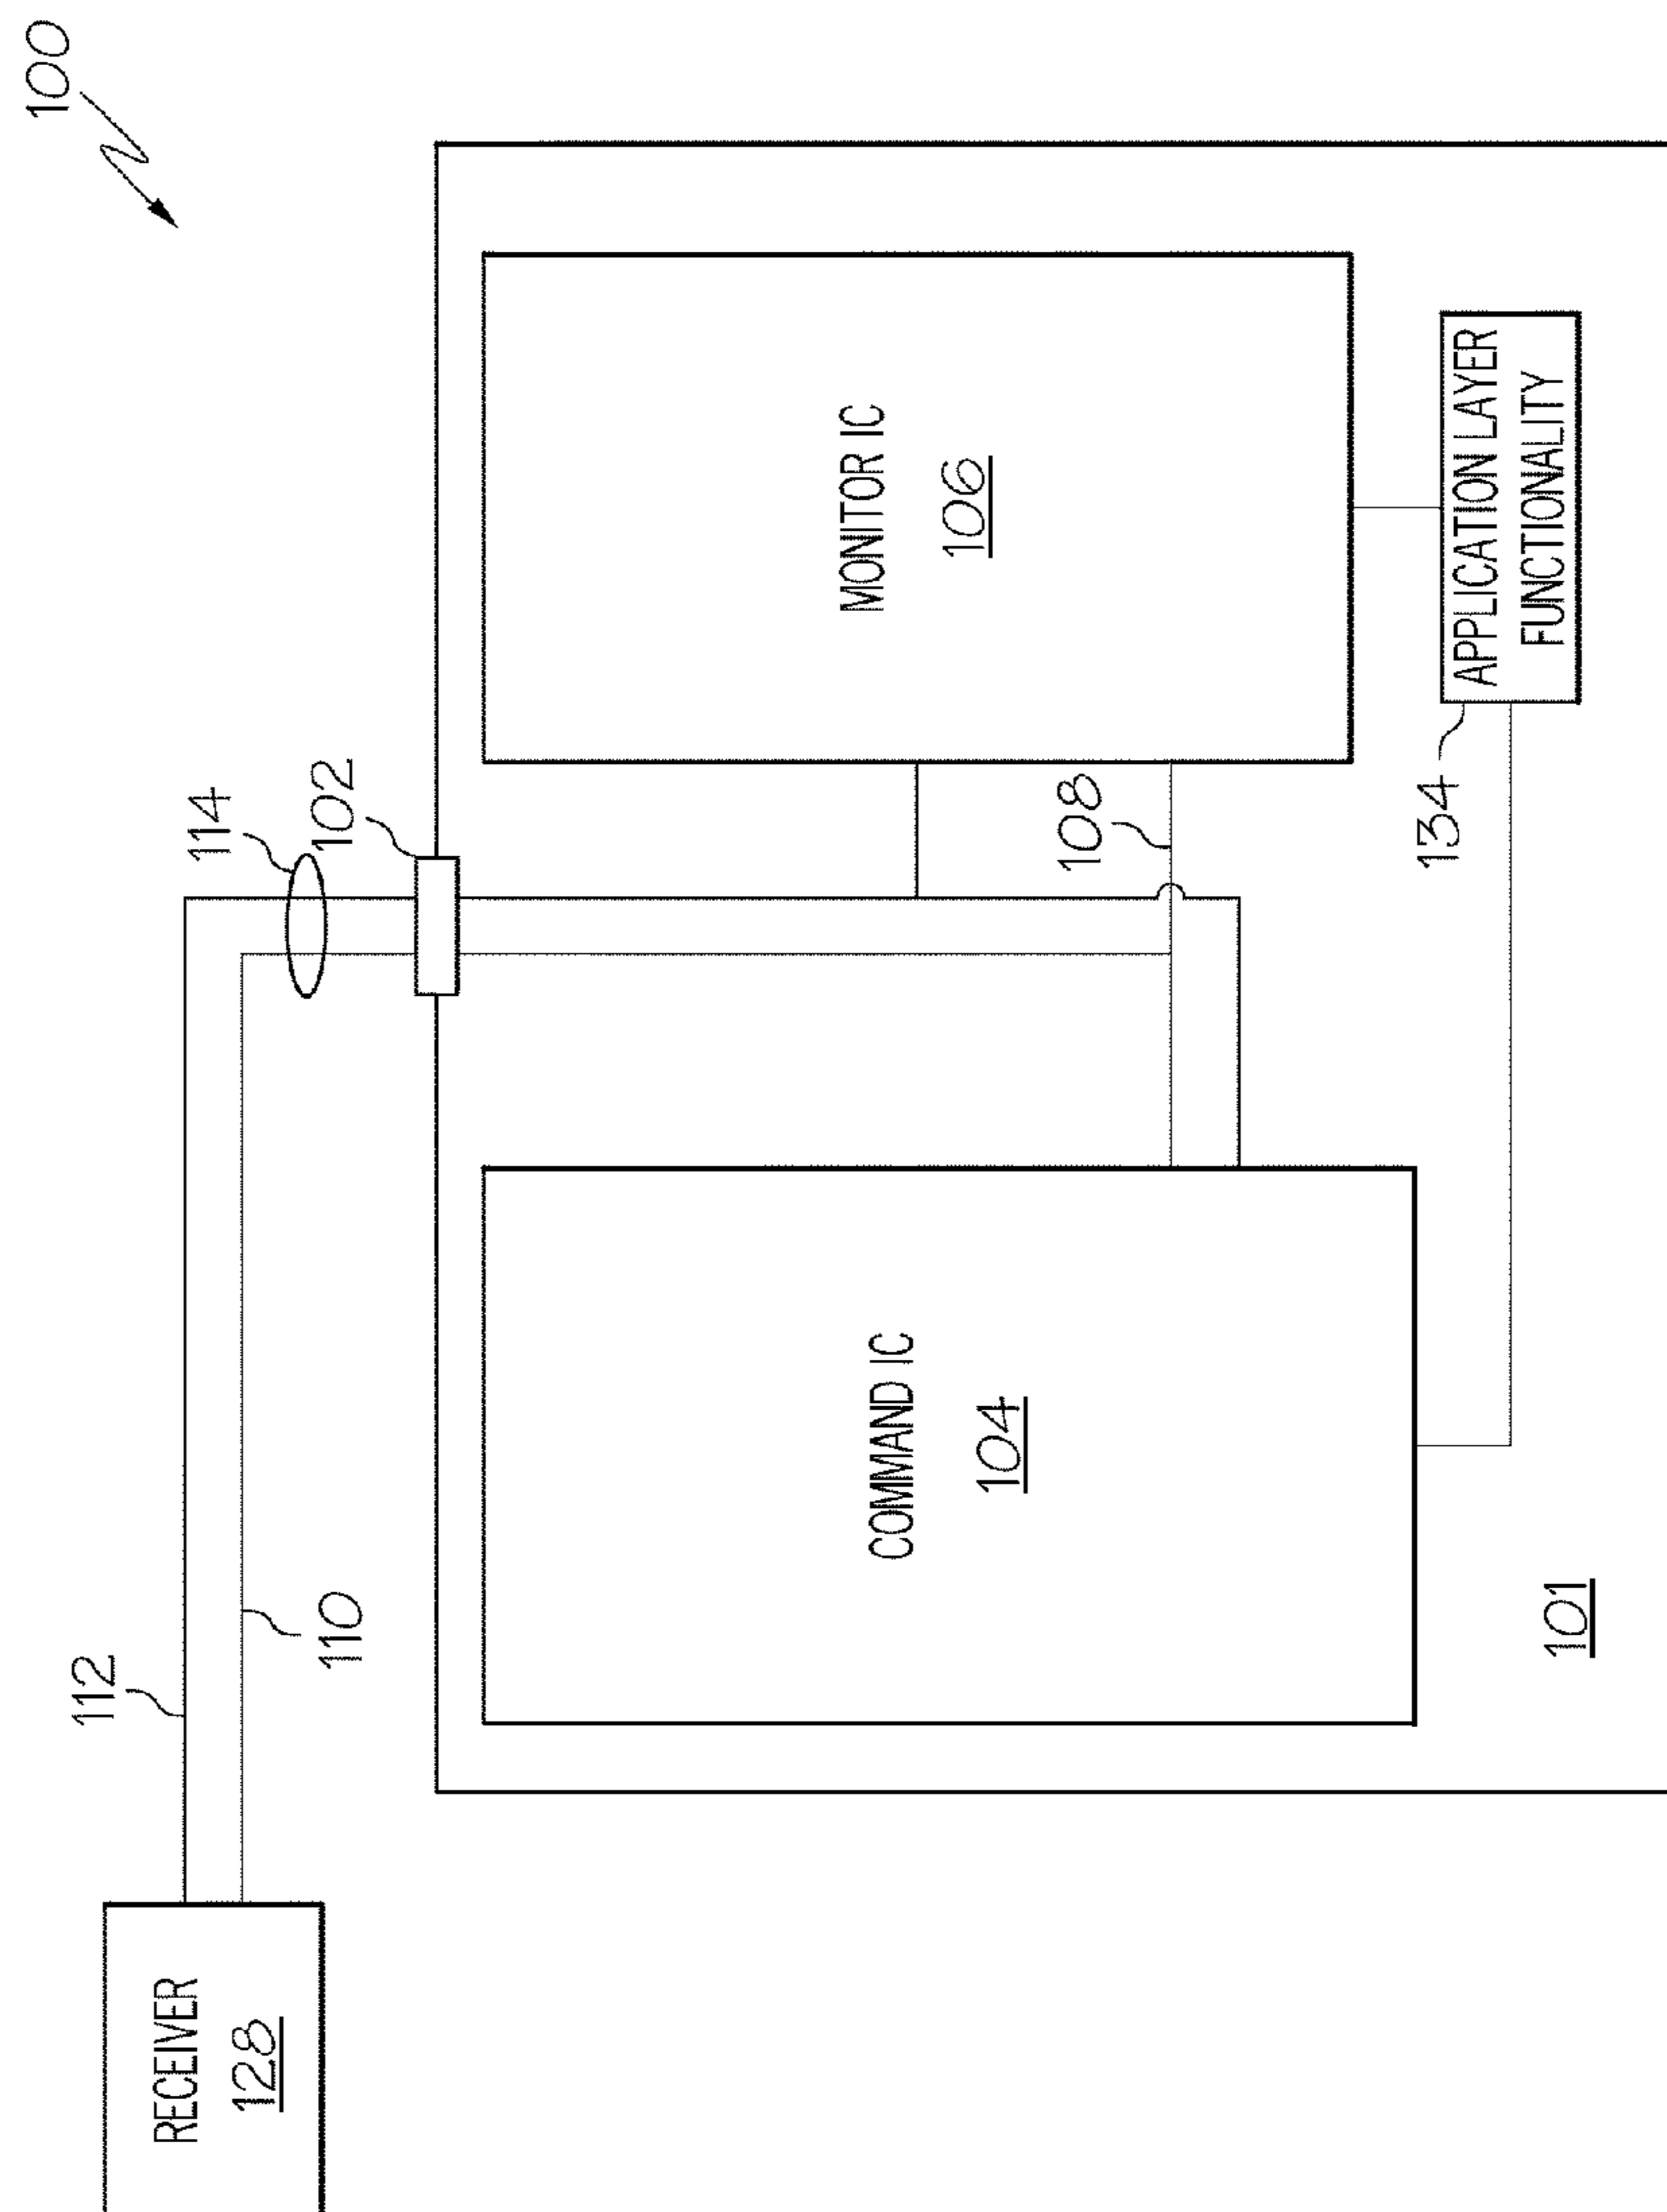 100
112
110
114
102
RECEIVER
128
COMMAND IC
104
MONITOR IC
106
108
134
APPLICATION LAYER
FUNCTIONALITY
101